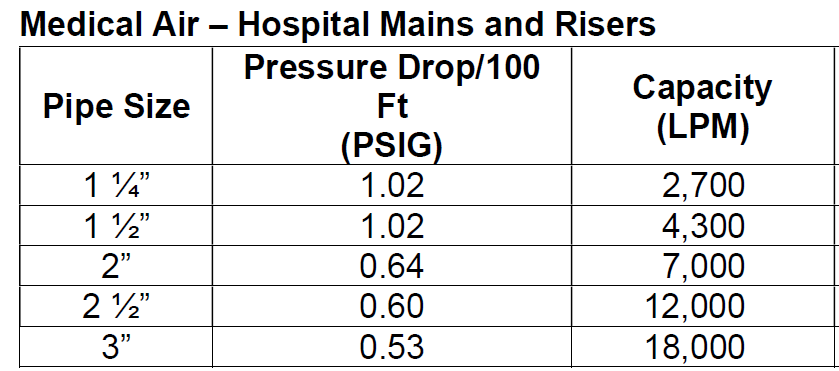 Medical Air – Hospital Mains and Risers
Pipe Size
Pressure Drop/100
Ft
(PSIG)
Capacity
(LPM)
1 ¼” 1.02 2,700
1 ½” 1.02 4,300
2” 0.64 7,000
2 ½” 0.60 12,000
3” 0.53 18,000